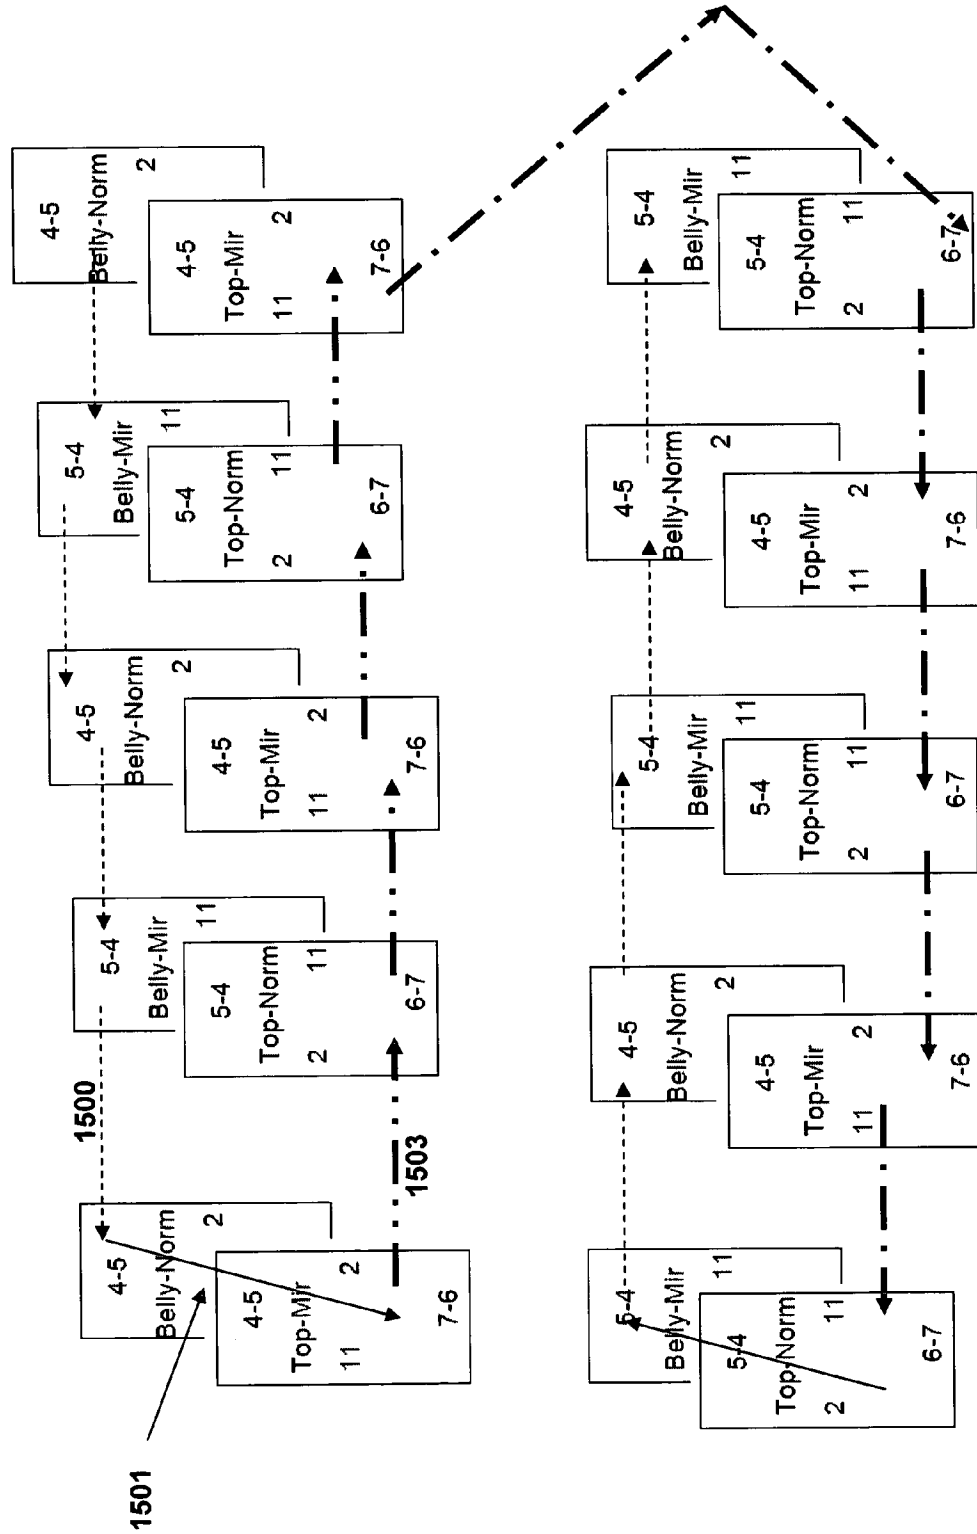 1501
4-5
Belly-Norm
2
4-5
Top-Mir
11 2
7-6
1500
1503
5-4
Belly-Mir
11
5-4
Top-Norm
2 11
6-7
4-5
Belly-Norm
2
4-5
Top-Mir
11 2
7-6
5-4
Belly-Mir
11
5-4
Top-Norm
2 11
6-7
4-5
Belly-Norm
2
4-5
Top-Mir
11 2
7-6
5-4
Belly-Mir
11
5-4
Top-Norm
2 11
6-7
4-5
Belly-Norm
2
4-5
Top-Mir
11 2
7-6
5-4
Belly-Mir
11
5-4
Top-Norm
2 11
6-7
4-5
Belly-Norm
2
4-5
Top-Mir
11 2
7-6
5-4
Belly-Mir
11
5-4
Top-Norm
2 11
6-7